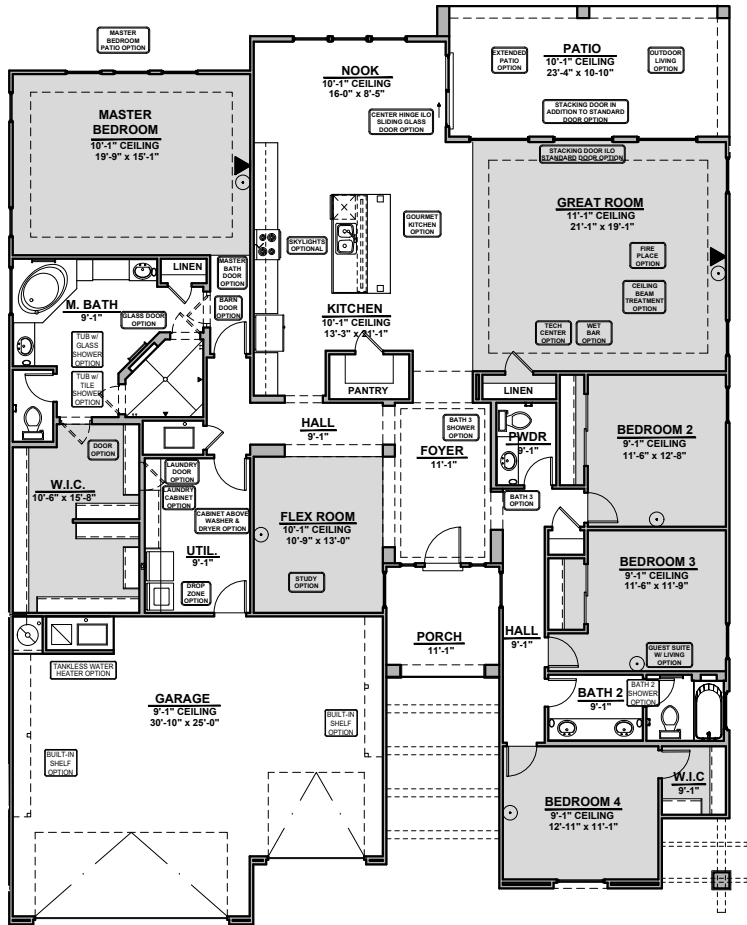 MASTER
BEDROOM
PATIO OPTION
NOOK
10'-1" CEILING
16-0" x 8'-5"
EXTENDED
PATIO
OPTION
PATIO
10'-1" CEILING
23'-4" x 10-10"
OUTDOOR
LIVING
OPTION
CENTER HINGE ILO
SLIDING GLASS
DOOR OPTION
STACKING DOOR IN
ADDITION TO STANDARD
DOOR OPTION
MASTER
BEDROOM
10'-1" CEILING
19'-9" x 15'-1"
STACKING DOOR ILO
STANDARD DOOR OPTION
GREAT ROOM
11'-1" CEILING
21'-1" x 19'-1"
GOURMET
KITCHEN
OPTION
SKYLIGHTS
OPTIONAL
FIRE
PLACE
OPTION
CEILING
BEAM
TREATMENT
OPTION
TECH
CENTER
OPTION
WET
BAR
OPTION
LINEN
MASTER
BATH
DOOR
OPTION
BARN
DOOR
OPTION
M. BATH
9'-1"
GLASS DOOR
OPTION
TUB w/
GLASS
SHOWER
OPTION
TUB w/
TILE
SHOWER
OPTION
KITCHEN
10'-1" CEILING
13'-3" x 21'-1"
PANTRY
LINEN
HALL
9'-1"
BATH 3
SHOWER
OPTION
FOYER
11'-1"
PWDR
9'-1"
BEDROOM 2
9'-1" CEILING
11'-6" x 12'-8"
DOOR
OPTION
W.I.C.
10'-6" x 15'-8"
LAUNDRY
DOOR
OPTION
LAUNDRY
CABINET
OPTION
CABINET ABOVE
WASHER &
DRYER OPTION
BATH 3
OPTION
FLEX ROOM
10'-1" CEILING
10'-9" x 13'-0"
STUDY
OPTION
UTIL.
9'-1"
DROP
ZONE
OPTION
BEDROOM 3
9'-1" CEILING
11'-6" x 11'-9"
GUEST SUITE
W/ LIVING
OPTION
PORCH
11'-1"
HALL
9'-1"
TANKLESS WATER
HEATER OPTION
BATH 2
9'-1"
BATH 2
SHOWER
OPTION
GARAGE
9'-1" CEILING
30'-10" x 25'-0"
BUILT-IN
SHELF
OPTION
BUILT-IN
SHELF
OPTION
W.I.C
9'-1"
BEDROOM 4
9'-1" CEILING
12'-11" x 11'-1"